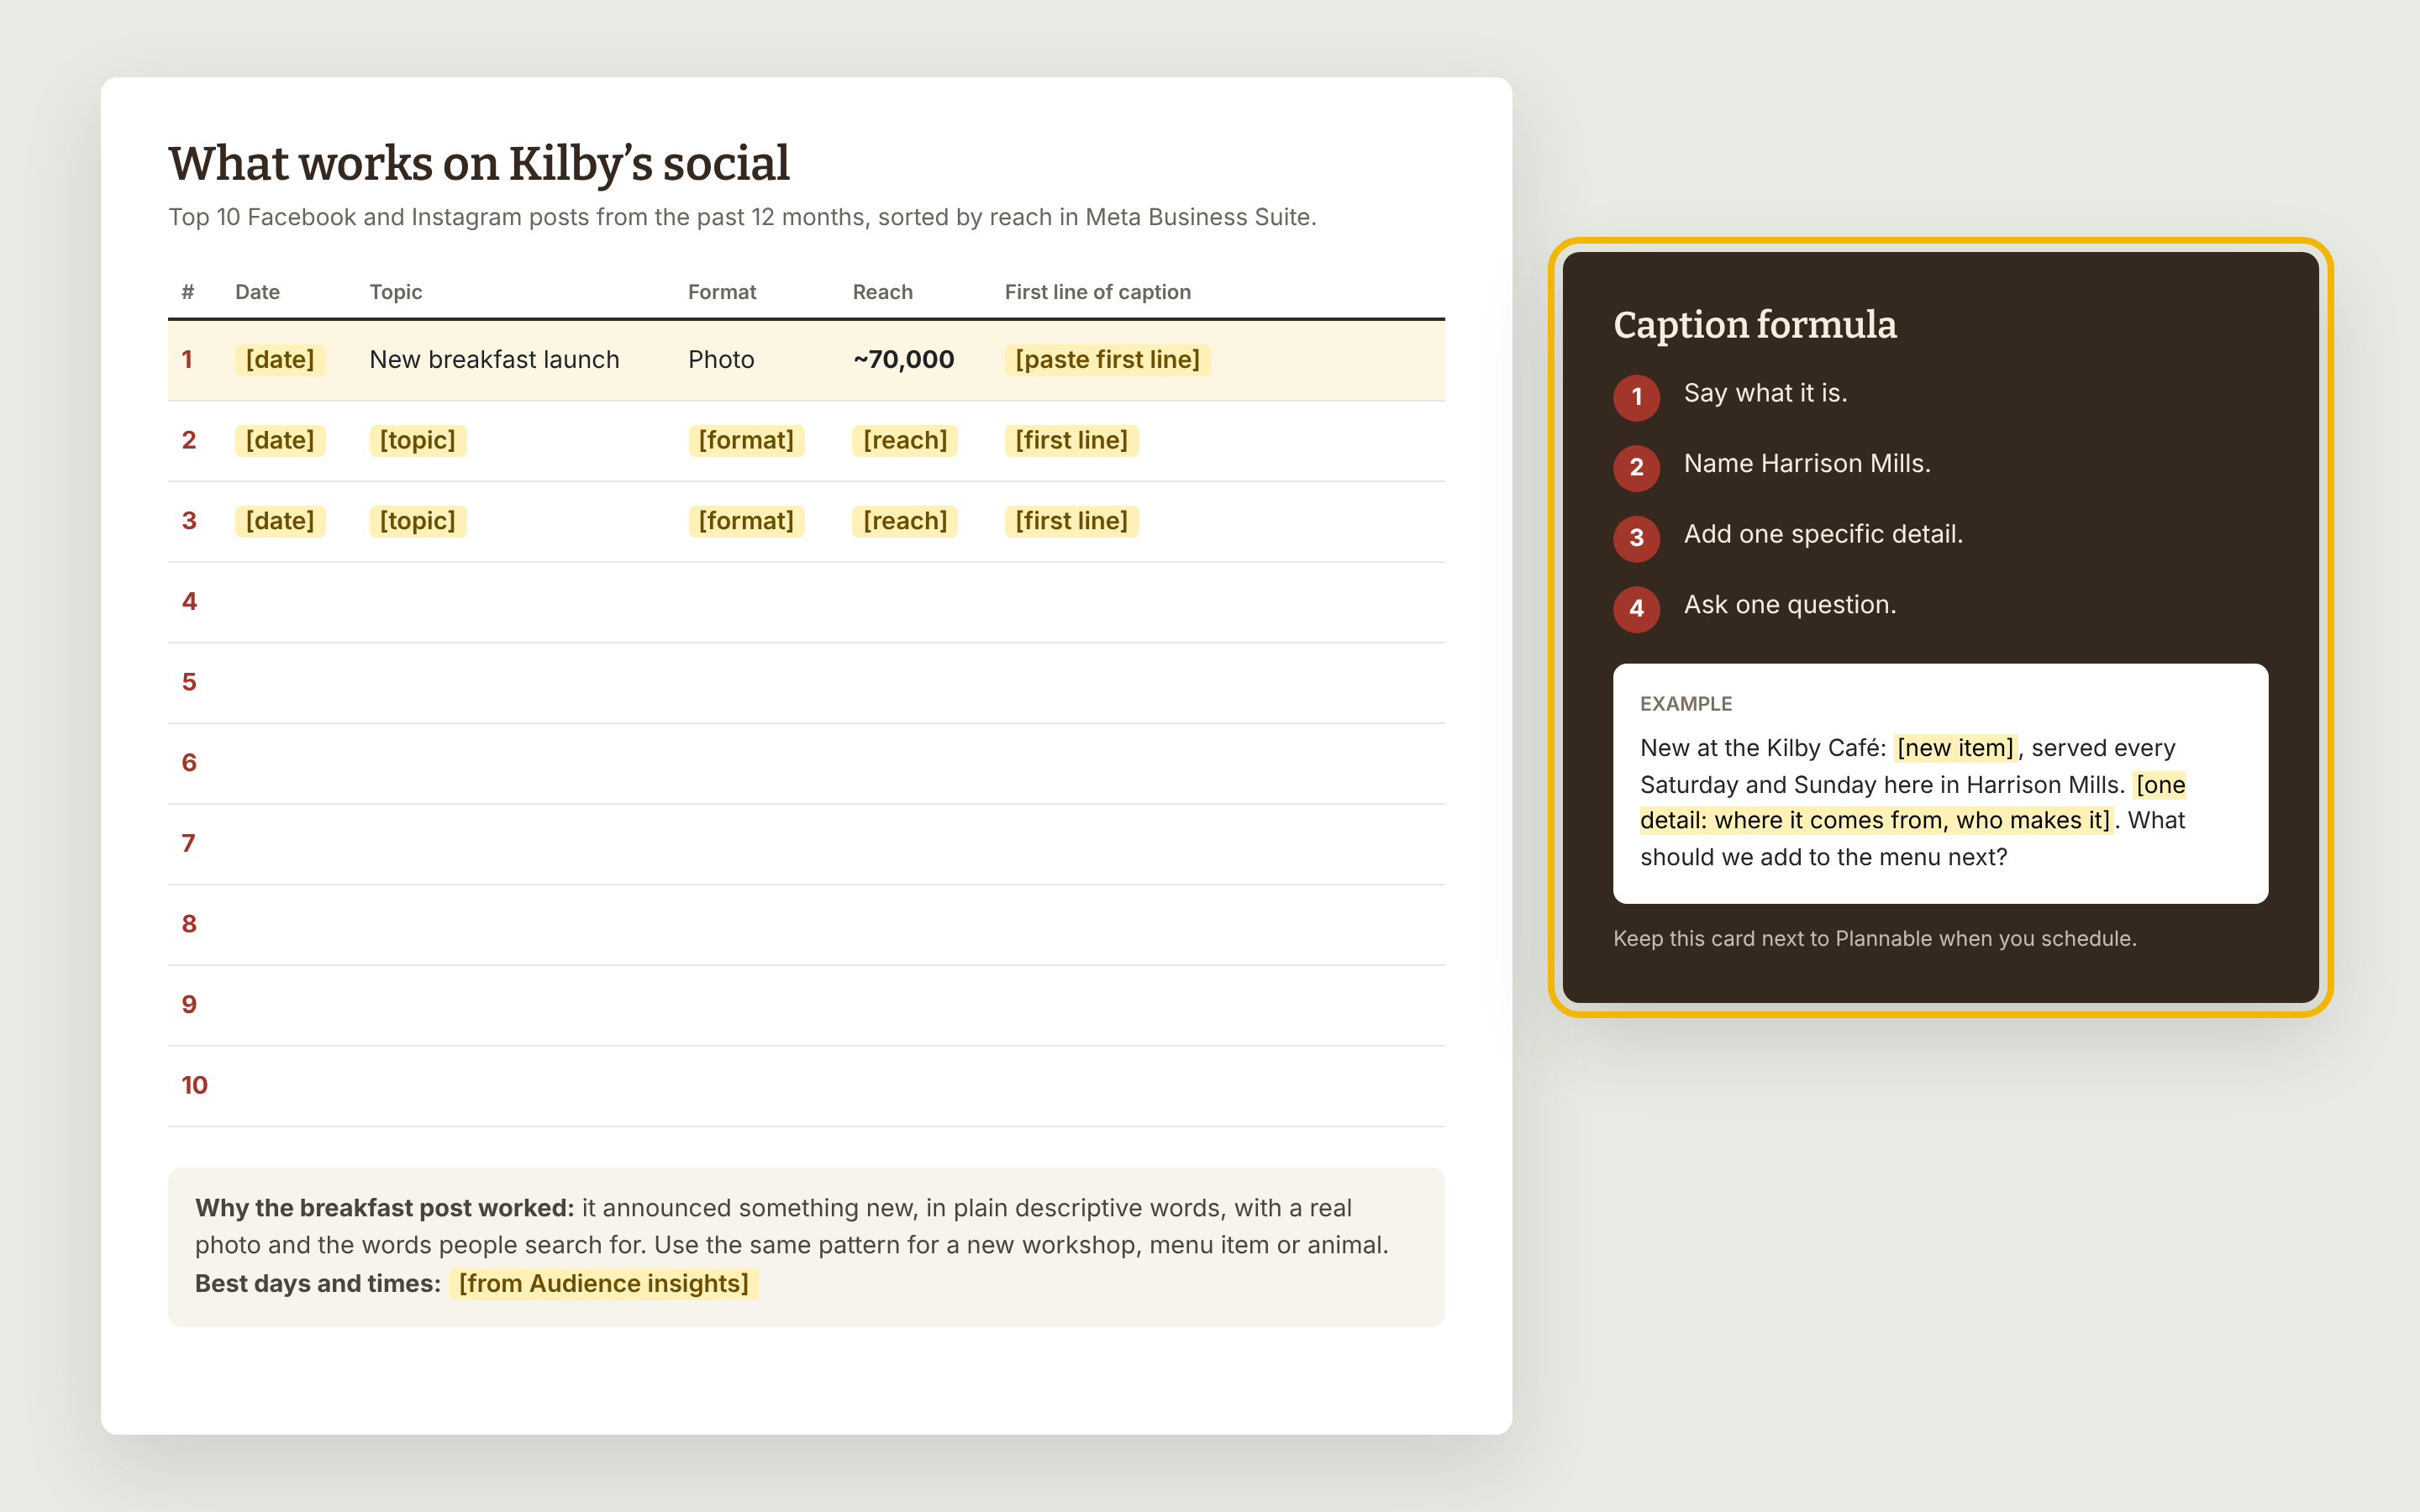 What works on Kilby’s social
Top 10 Facebook and Instagram posts from the past 12 months, sorted by reach in Meta Business Suite.
# Date Topic Format Reach First line of caption
1 [date] New breakfast launch Photo ~70,000 [paste first line]
2 [date] [topic] [format] [reach] [first line]
3 [date] [topic] [format] [reach] [first line]
4
5
6
7
8
9
10
Why the breakfast post worked: it announced something new, in plain descriptive words, with a real
photo and the words people search for. Use the same pattern for a new workshop, menu item or animal.
Best days and times: [from Audience insights]
Caption formula
1 Say what it is.
2 Name Harrison Mills.
3 Add one specific detail.
4 Ask one question.
EXAMPLE
New at the Kilby Café: [new item], served every
Saturday and Sunday here in Harrison Mills. [one
detail: where it comes from, who makes it]. What
should we add to the menu next?
Keep this card next to Plannable when you schedule.